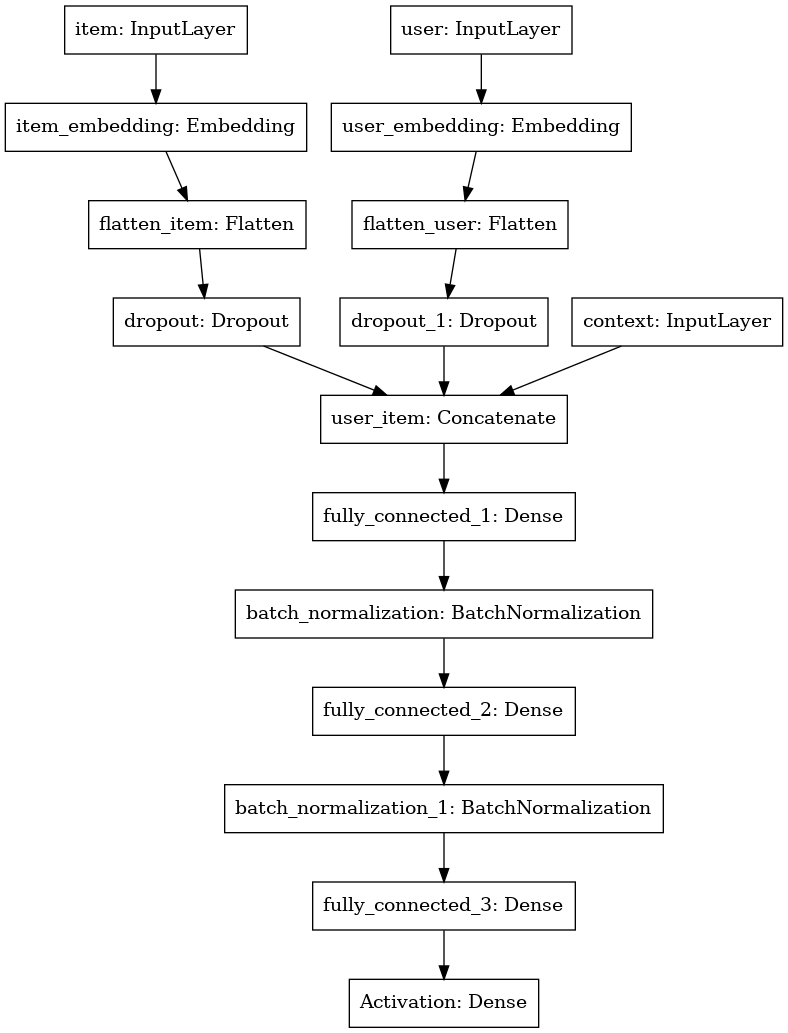 item: InputLayer
user: InputLayer
item_embedding: Embedding
user_embedding: Embedding
flatten_item: Flatten
flatten_user: Flatten
dropout: Dropout
dropout_1: Dropout
context: InputLayer
user_item: Concatenate
fully_connected_1: Dense
batch_normalization: BatchNormalization
fully_connected_2: Dense
batch_normalization_1: BatchNormalization
fully_connected_3: Dense
Activation: Dense